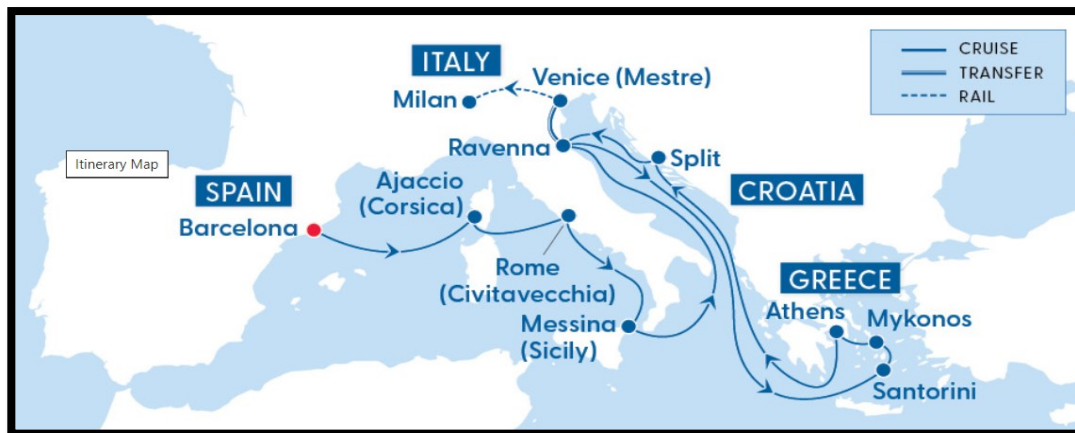 ITALY
Venice (Mestre)
Milan
CRUISE
TRANSFER
RAIL
Itinerary Map
Ravenna
Split
SPAIN
Barcelona
Ajaccio
(Corsica)
CROATIA
Rome
(Civitavecchia)
Messina
(Sicily)
GREECE
Athens
Mykonos
Santorini